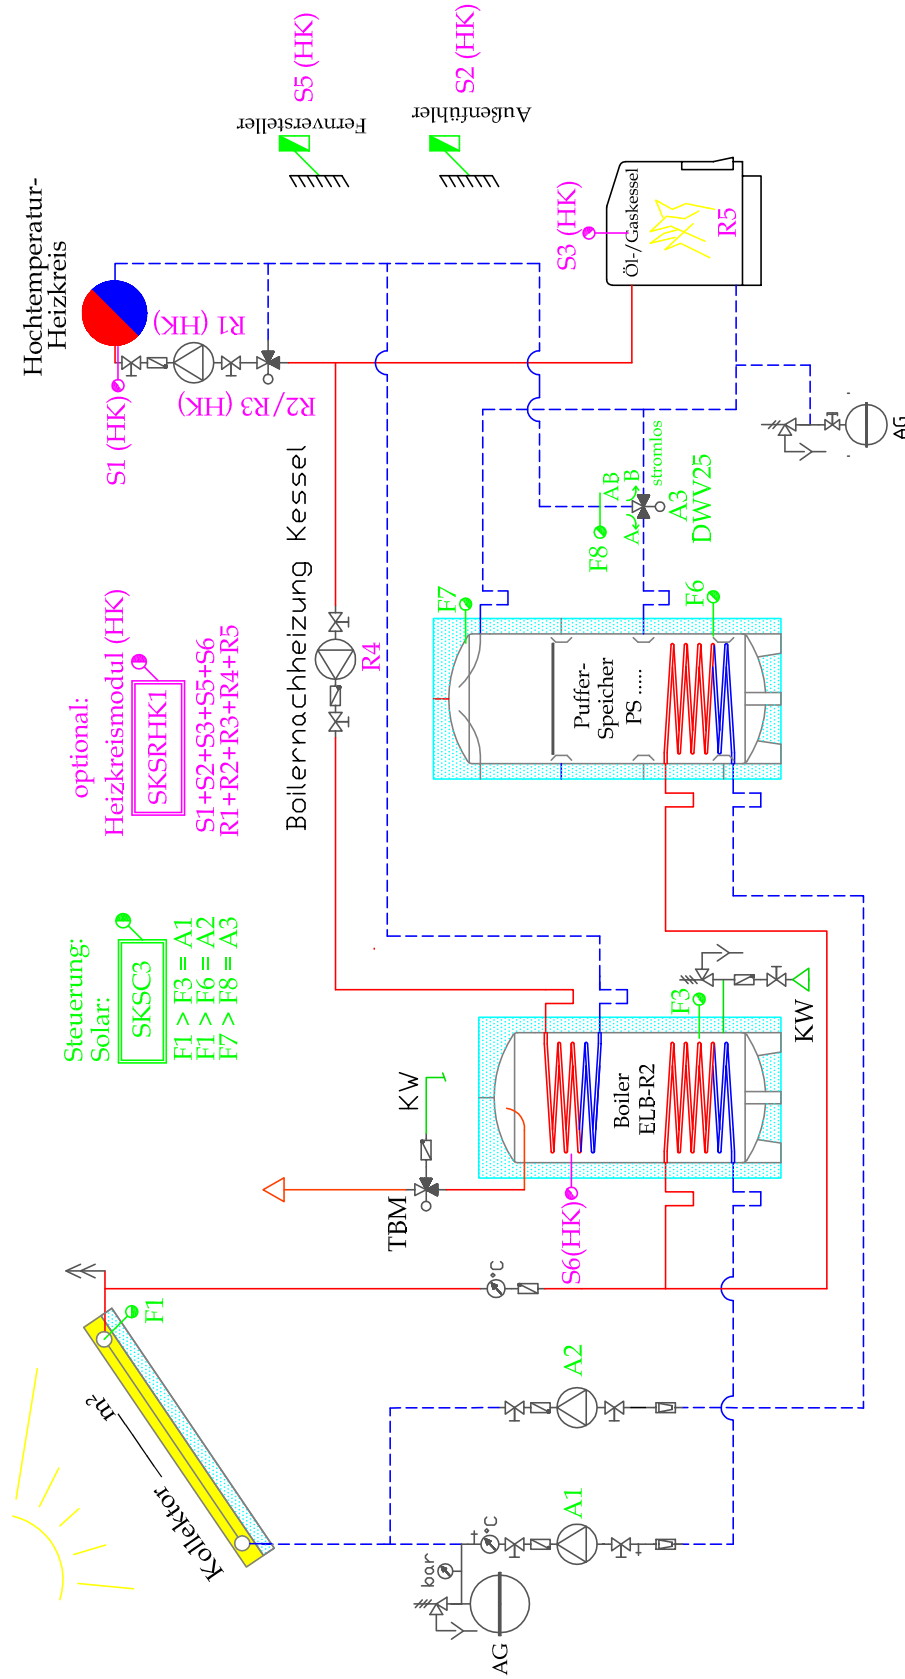 Hochtemperatur-
Heizkreis
S1 (HK)
R1 (HK)
R2/R3 (HK)
S5 (HK)
Fernversteller
S2 (HK)
Außenfühler
S3 (HK)
Öl-/Gaskessel
R5
AG
Boilernachheizung Kessel
R4
optional:
Heizkreismodul (HK)
SKSRHK1
S1+S2+S3+S5+S6
R1+R2+R3+R4+R5
F8
AB
A
B
stromlos
A3
DWV25
F7
F6
Puffer-
Speicher
PS ......
Steuerung:
Solar:
SKSC3
F1 > F3 = A1
F1 > F6 = A2
F7 > F8 = A3
F3
KW
KW
TBM
Boiler
ELB-R2
S6(HK)
°C
F1
Kollektor ____ m²
A2
A1
°C
bar
AG